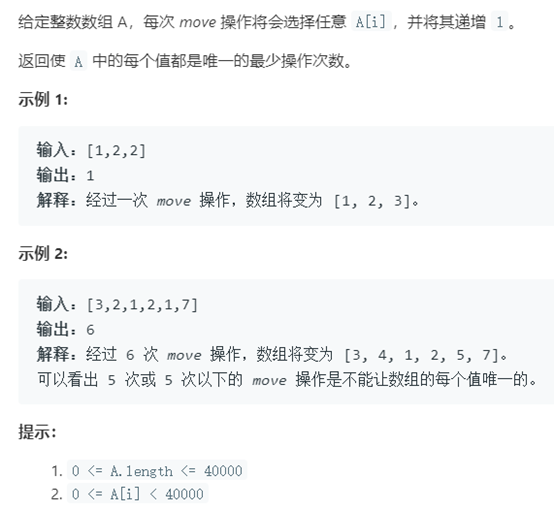 给定整数数组 A，每次 move 操作将会选择任意 A[i]，并将其递增 1。
返回使 A 中的每个值都是唯一的最少操作次数。
示例 1:
输入：[1,2,2]
输出：1
解释：经过一次 move 操作，数组将变为 [1, 2, 3]。
示例 2:
输入：[3,2,1,2,1,7]
输出：6
解释：经过 6 次 move 操作，数组将变为 [3, 4, 1, 2, 5, 7]。
可以看出 5 次或 5 次以下的 move 操作是不能让数组的每个值唯一的。
提示：
1. 0 <= A.length <= 40000
2. 0 <= A[i] < 40000